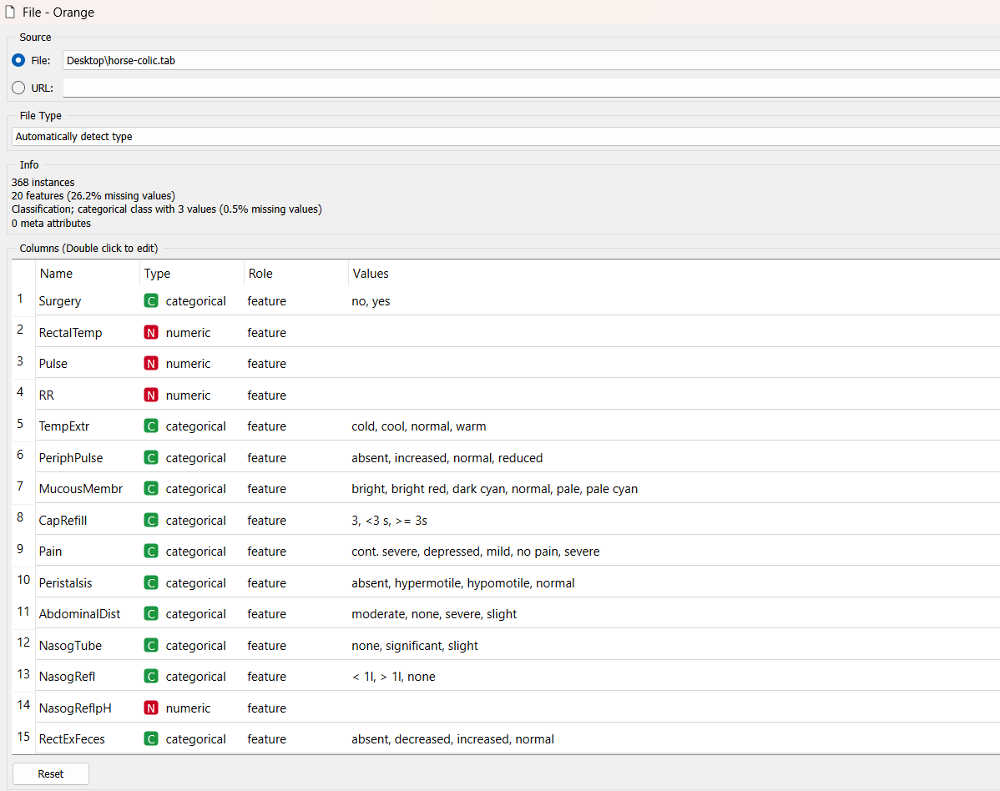 File - Orange
Source
File: Desktop\horse-colic.tab
URL:
File Type
Automatically detect type
Info
368 instances
20 features (26.2% missing values)
Classification; categorical class with 3 values (0.5% missing values)
0 meta attributes
Columns (Double click to edit)
Name Type Role Values
1 Surgery C categorical feature no, yes
2 RectalTemp N numeric feature
3 Pulse N numeric feature
4 RR N numeric feature
5 TempExtr C categorical feature cold, cool, normal, warm
6 PeriphPulse C categorical feature absent, increased, normal, reduced
7 MucousMembr C categorical feature bright, bright red, dark cyan, normal, pale, pale cyan
8 CapRefill C categorical feature 3, <3 s, >= 3s
9 Pain C categorical feature cont. severe, depressed, mild, no pain, severe
10 Peristalsis C categorical feature absent, hypermotile, hypomotile, normal
11 AbdominalDist C categorical feature moderate, none, severe, slight
12 NasogTube C categorical feature none, significant, slight
13 NasogRefl C categorical feature < 1l, > 1l, none
14 NasogReflpH N numeric feature
15 RectExFeces C categorical feature absent, decreased, increased, normal
Reset